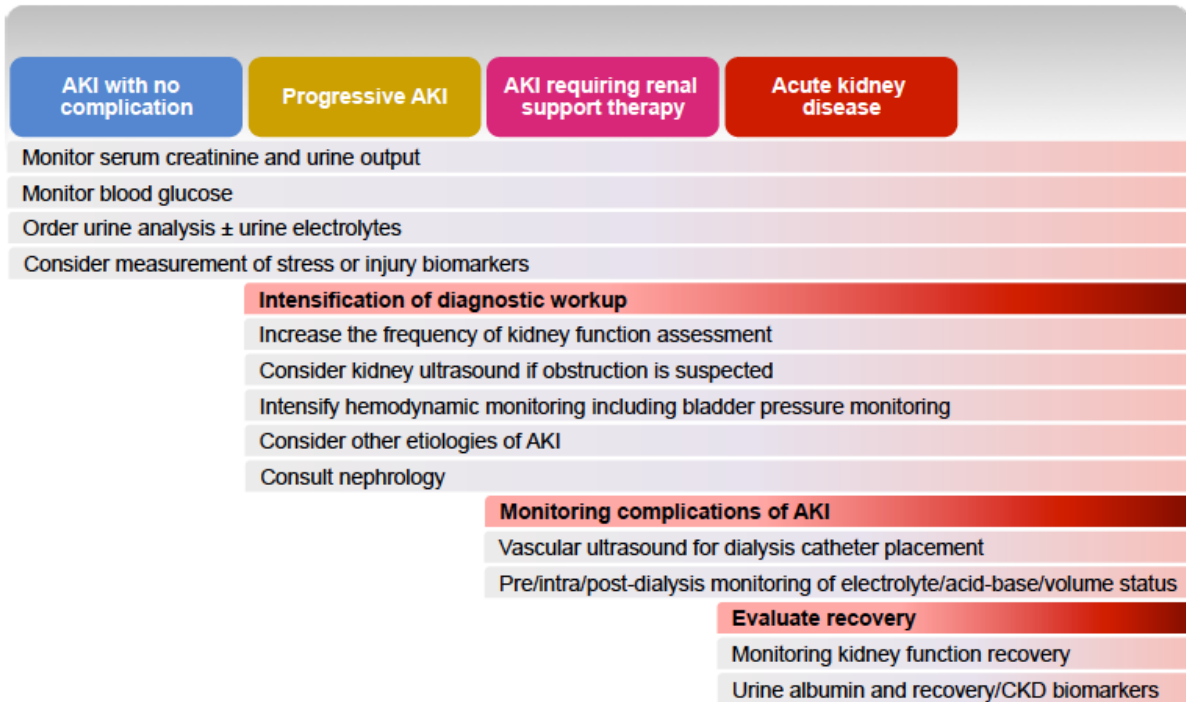 AKI with no
complication
Progressive AKI
AKI requiring renal
support therapy
Acute kidney
disease
Monitor serum creatinine and urine output
Monitor blood glucose
Order urine analysis ± urine electrolytes
Consider measurement of stress or injury biomarkers
Intensification of diagnostic workup
Increase the frequency of kidney function assessment
Consider kidney ultrasound if obstruction is suspected
Intensify hemodynamic monitoring including bladder pressure monitoring
Consider other etiologies of AKI
Consult nephrology
Monitoring complications of AKI
Vascular ultrasound for dialysis catheter placement
Pre/intra/post-dialysis monitoring of electrolyte/acid-base/volume status
Evaluate recovery
Monitoring kidney function recovery
Urine albumin and recovery/CKD biomarkers